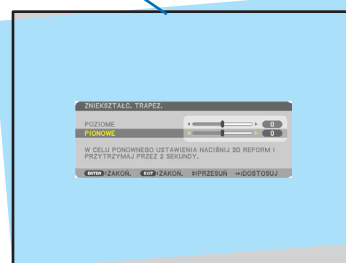 ZNIEKSZTAŁC. TRAPEZ.
POZIOME 0
PIONOWE 0
W CELU PONOWNEGO USTAWIENIA NACIŚNIJ 3D REFORM I
PRZYTRZYMAJ PRZEZ 2 SEKUNDY.
ENTER :ZAKOŃ. EXIT :ZAKOŃ. ↕:PRZESUŃ ↔:DOSTOSUJ